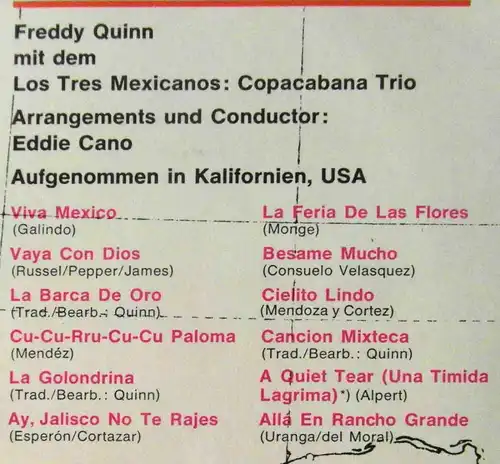 Freddy Quinn
mit dem
Los Tres Mexicanos: Copacabana Trio
Arrangements und Conductor:
Eddie Cano
Aufgenommen in Kalifornien, USA
Viva Mexico
(Galindo)
Vaya Con Dios
(Russel/Pepper/James)
La Barca De Oro
(Trad./Bearb.: Quinn)
Cu-Cu-Rru-Cu-Cu Paloma
(Mendéz)
La Golondrina
(Trad./Bearb.: Quinn)
Ay, Jalisco No Te Rajes
(Esperón/Cortazar)
La Feria De Las Flores
(Monge)
Besame Mucho
(Consuelo Velasquez)
Cielito Lindo
(Mendoza y Cortez)
Cancion Mixteca
(Trad./Bearb.: Quinn)
A Quiet Tear (Una Timida
Lagrima)*) (Alpert)
Allá En Rancho Grande
(Uranga/del Moral)